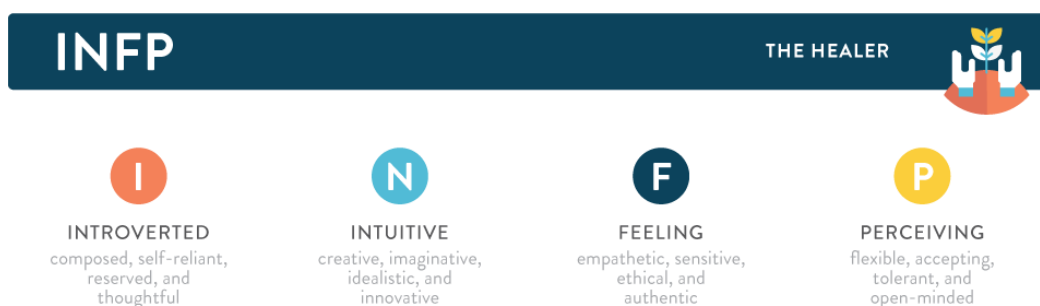 INFP
THE HEALER
I
N
F
P
INTROVERTED
composed, self-reliant,
reserved, and
thoughtful
INTUITIVE
creative, imaginative,
idealistic, and
innovative
FEELING
empathetic, sensitive,
ethical, and
authentic
PERCEIVING
flexible, accepting,
tolerant, and
open-minded